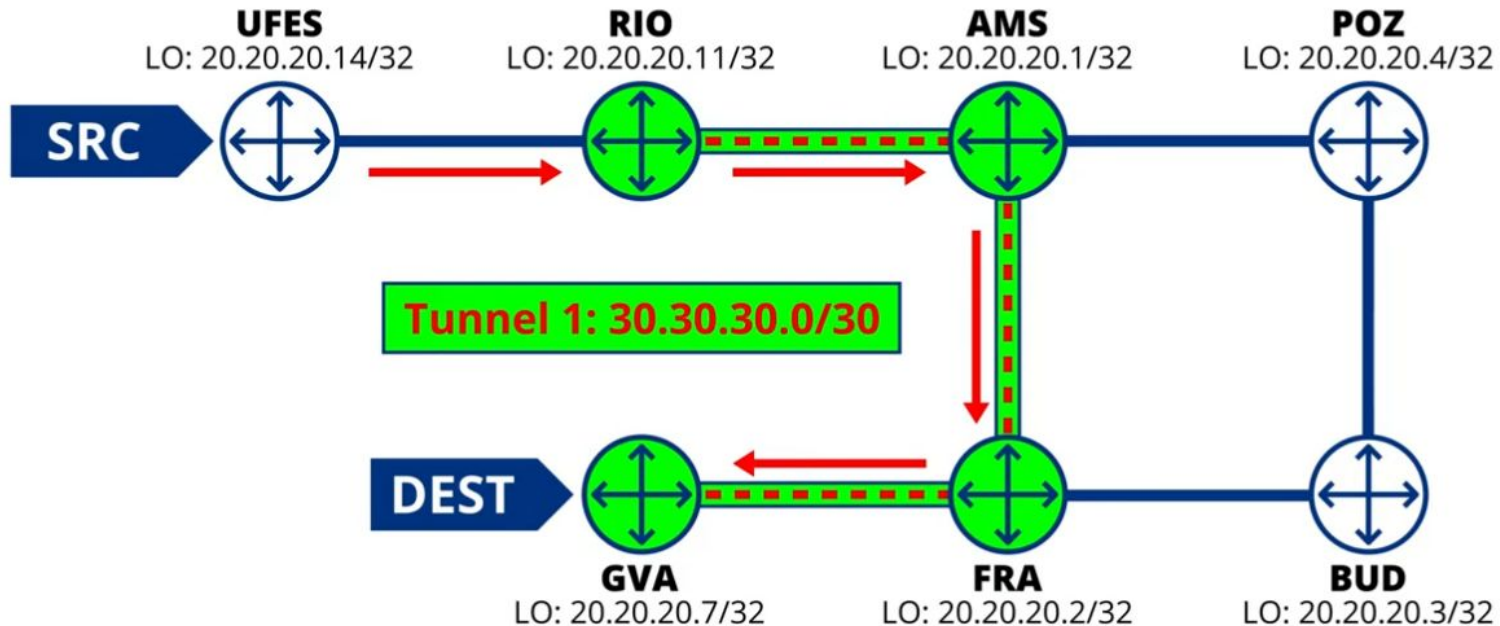 UFES
LO: 20.20.20.14/32
RIO
LO: 20.20.20.11/32
AMS
LO: 20.20.20.1/32
POZ
LO: 20.20.20.4/32
SRC
Tunnel 1: 30.30.30.0/30
DEST
GVA
LO: 20.20.20.7/32
FRA
LO: 20.20.20.2/32
BUD
LO: 20.20.20.3/32